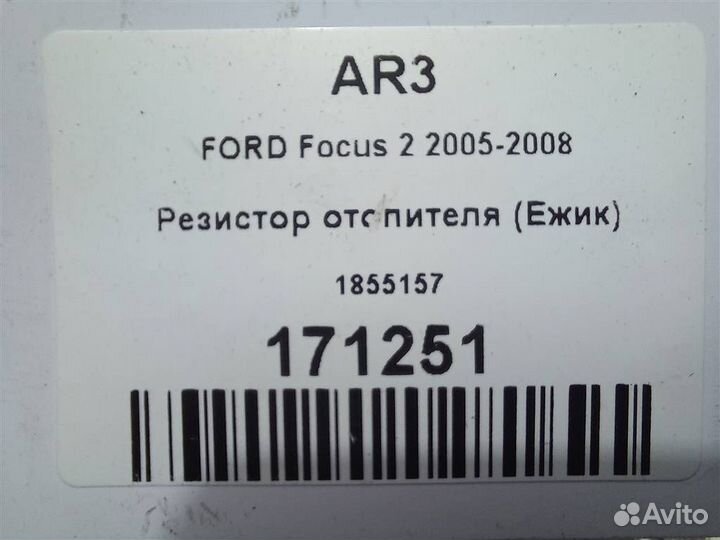 AR3
FORD Focus 2 2005-2008
Резистор отопителя (Ежик)
1855157
171251
Avito